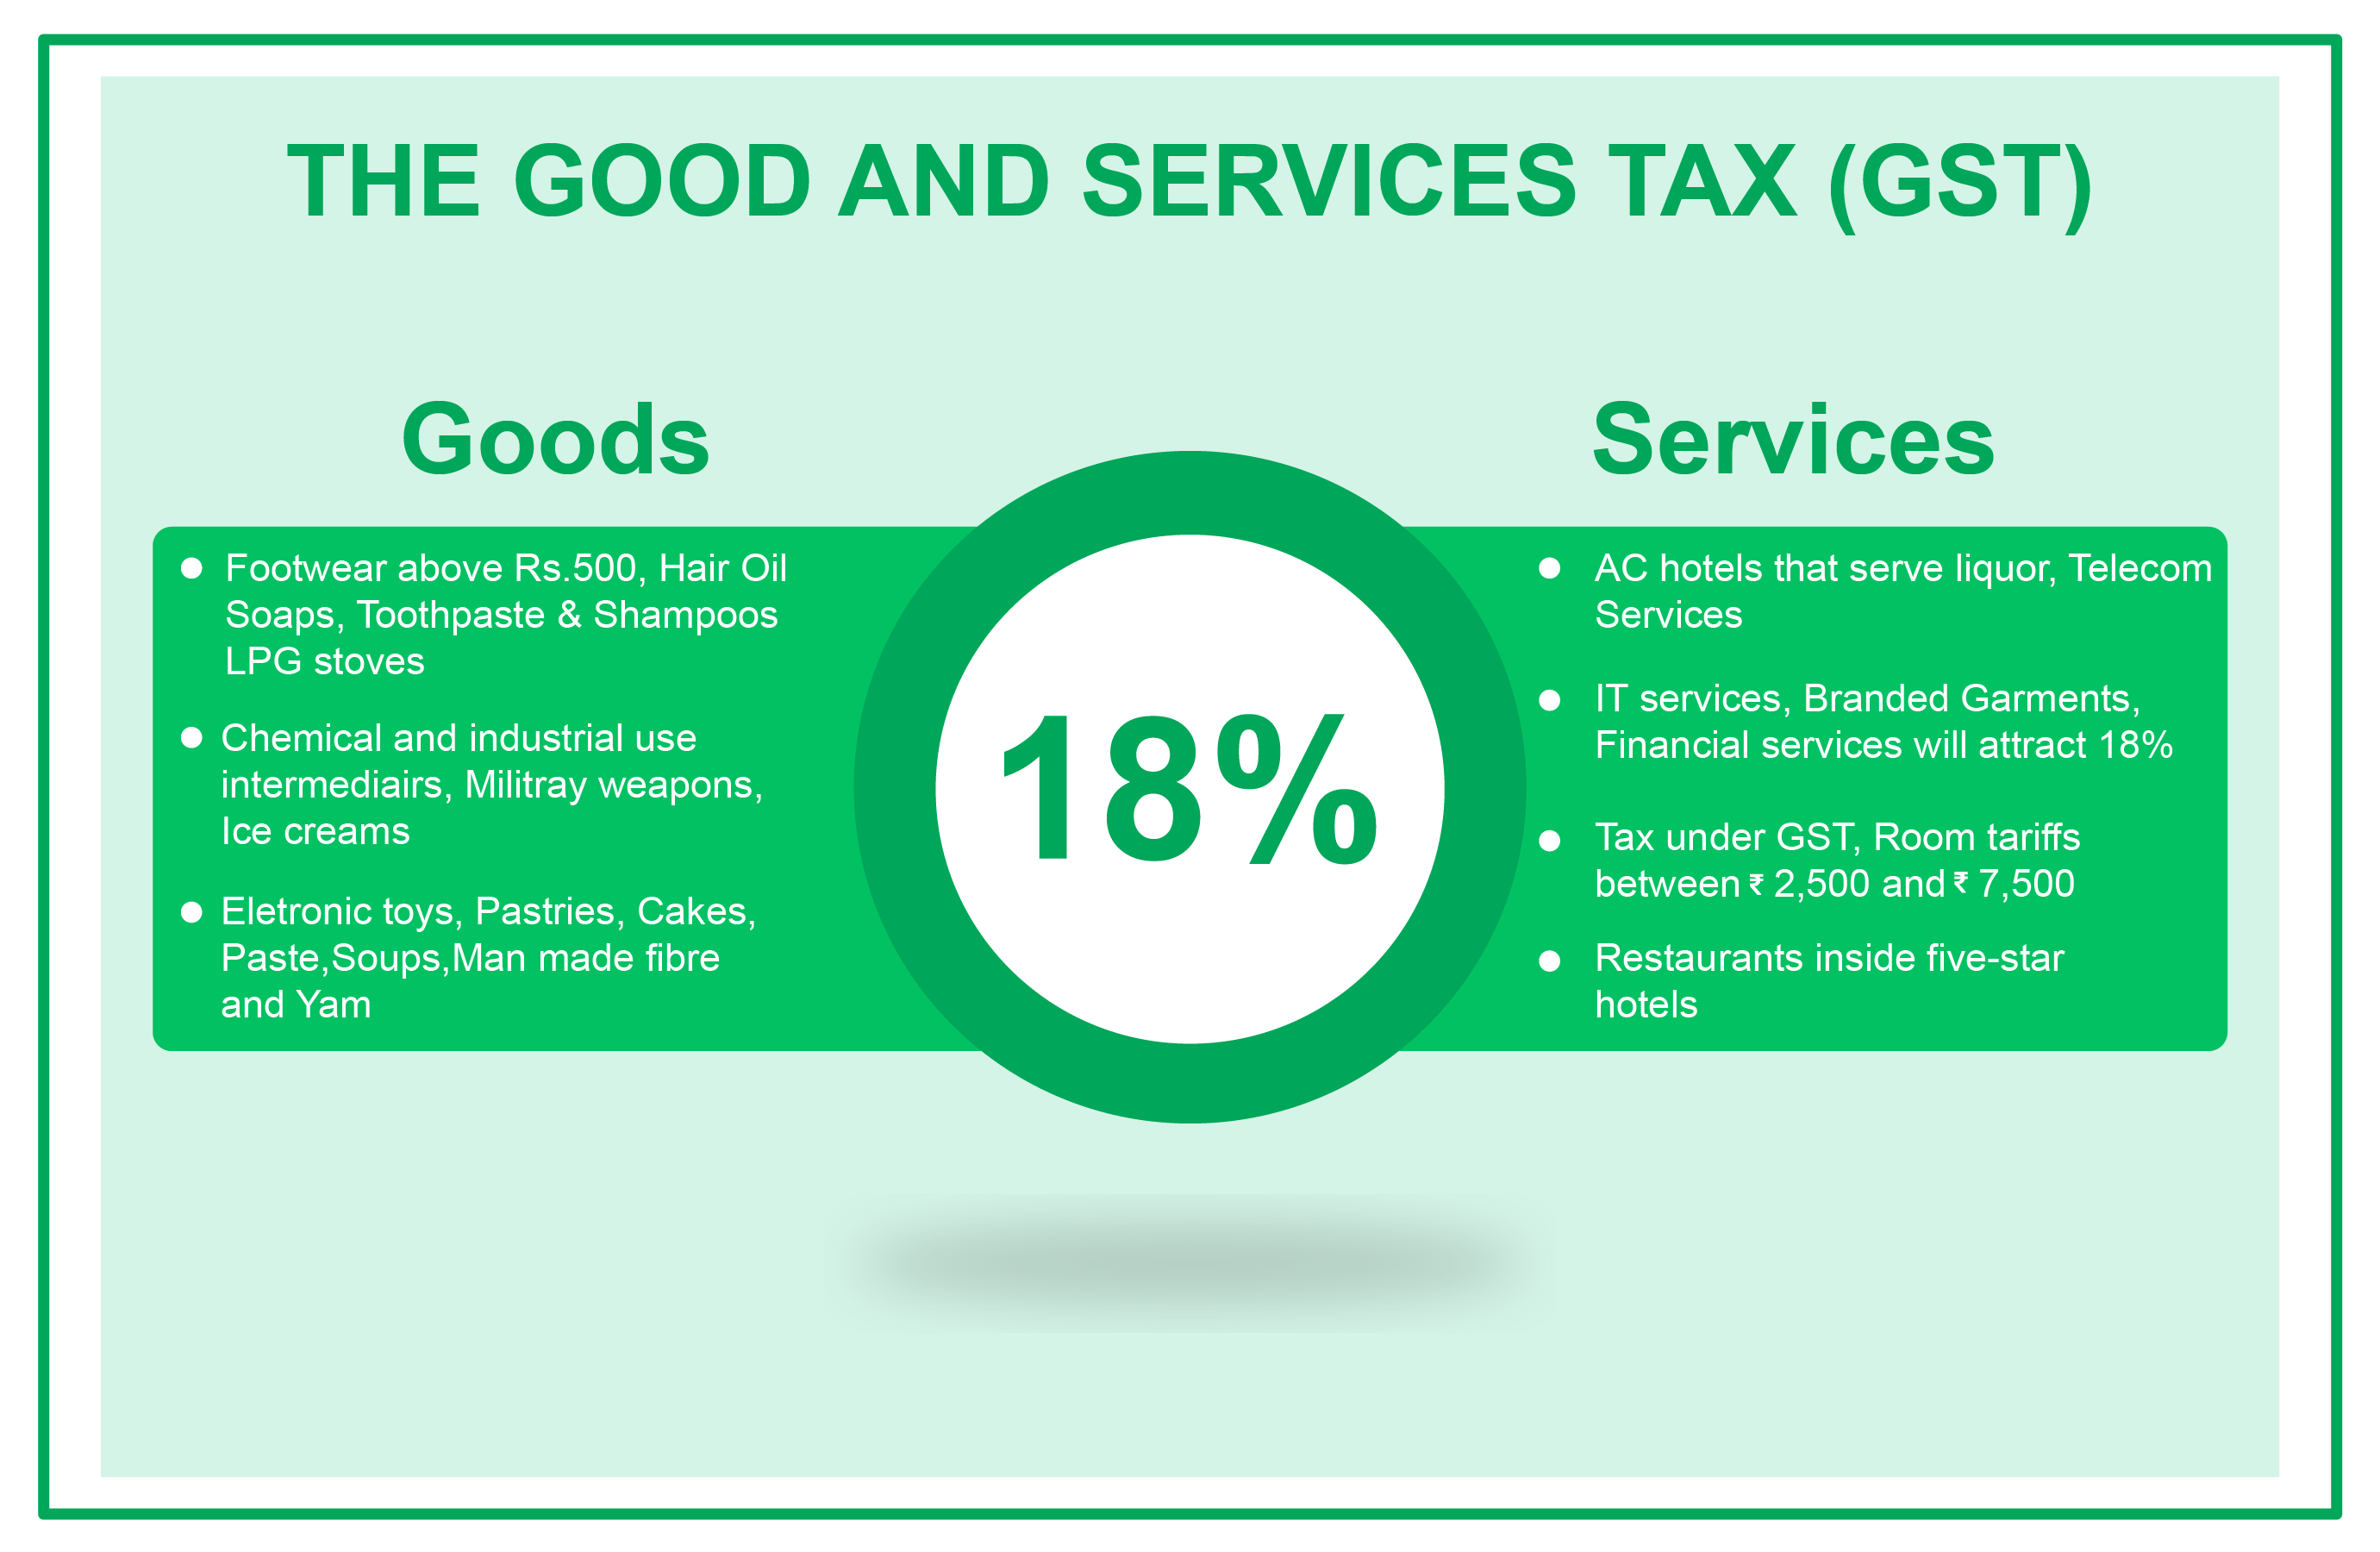 THE GOOD AND SERVICES TAX (GST)
Goods
Footwear above Rs.500, Hair Oil
Soaps, Toothpaste & Shampoos
LPG stoves
Chemical and industrial use
intermediairs, Militray weapons,
Ice creams
Eletronic toys, Pastries, Cakes,
Paste,Soups,Man made fibre
and Yam
18%
Services
AC hotels that serve liquor, Telecom
Services
IT services, Branded Garments,
Financial services will attract 18%
Tax under GST, Room tariffs
between ₹ 2,500 and ₹ 7,500
Restaurants inside five-star
hotels